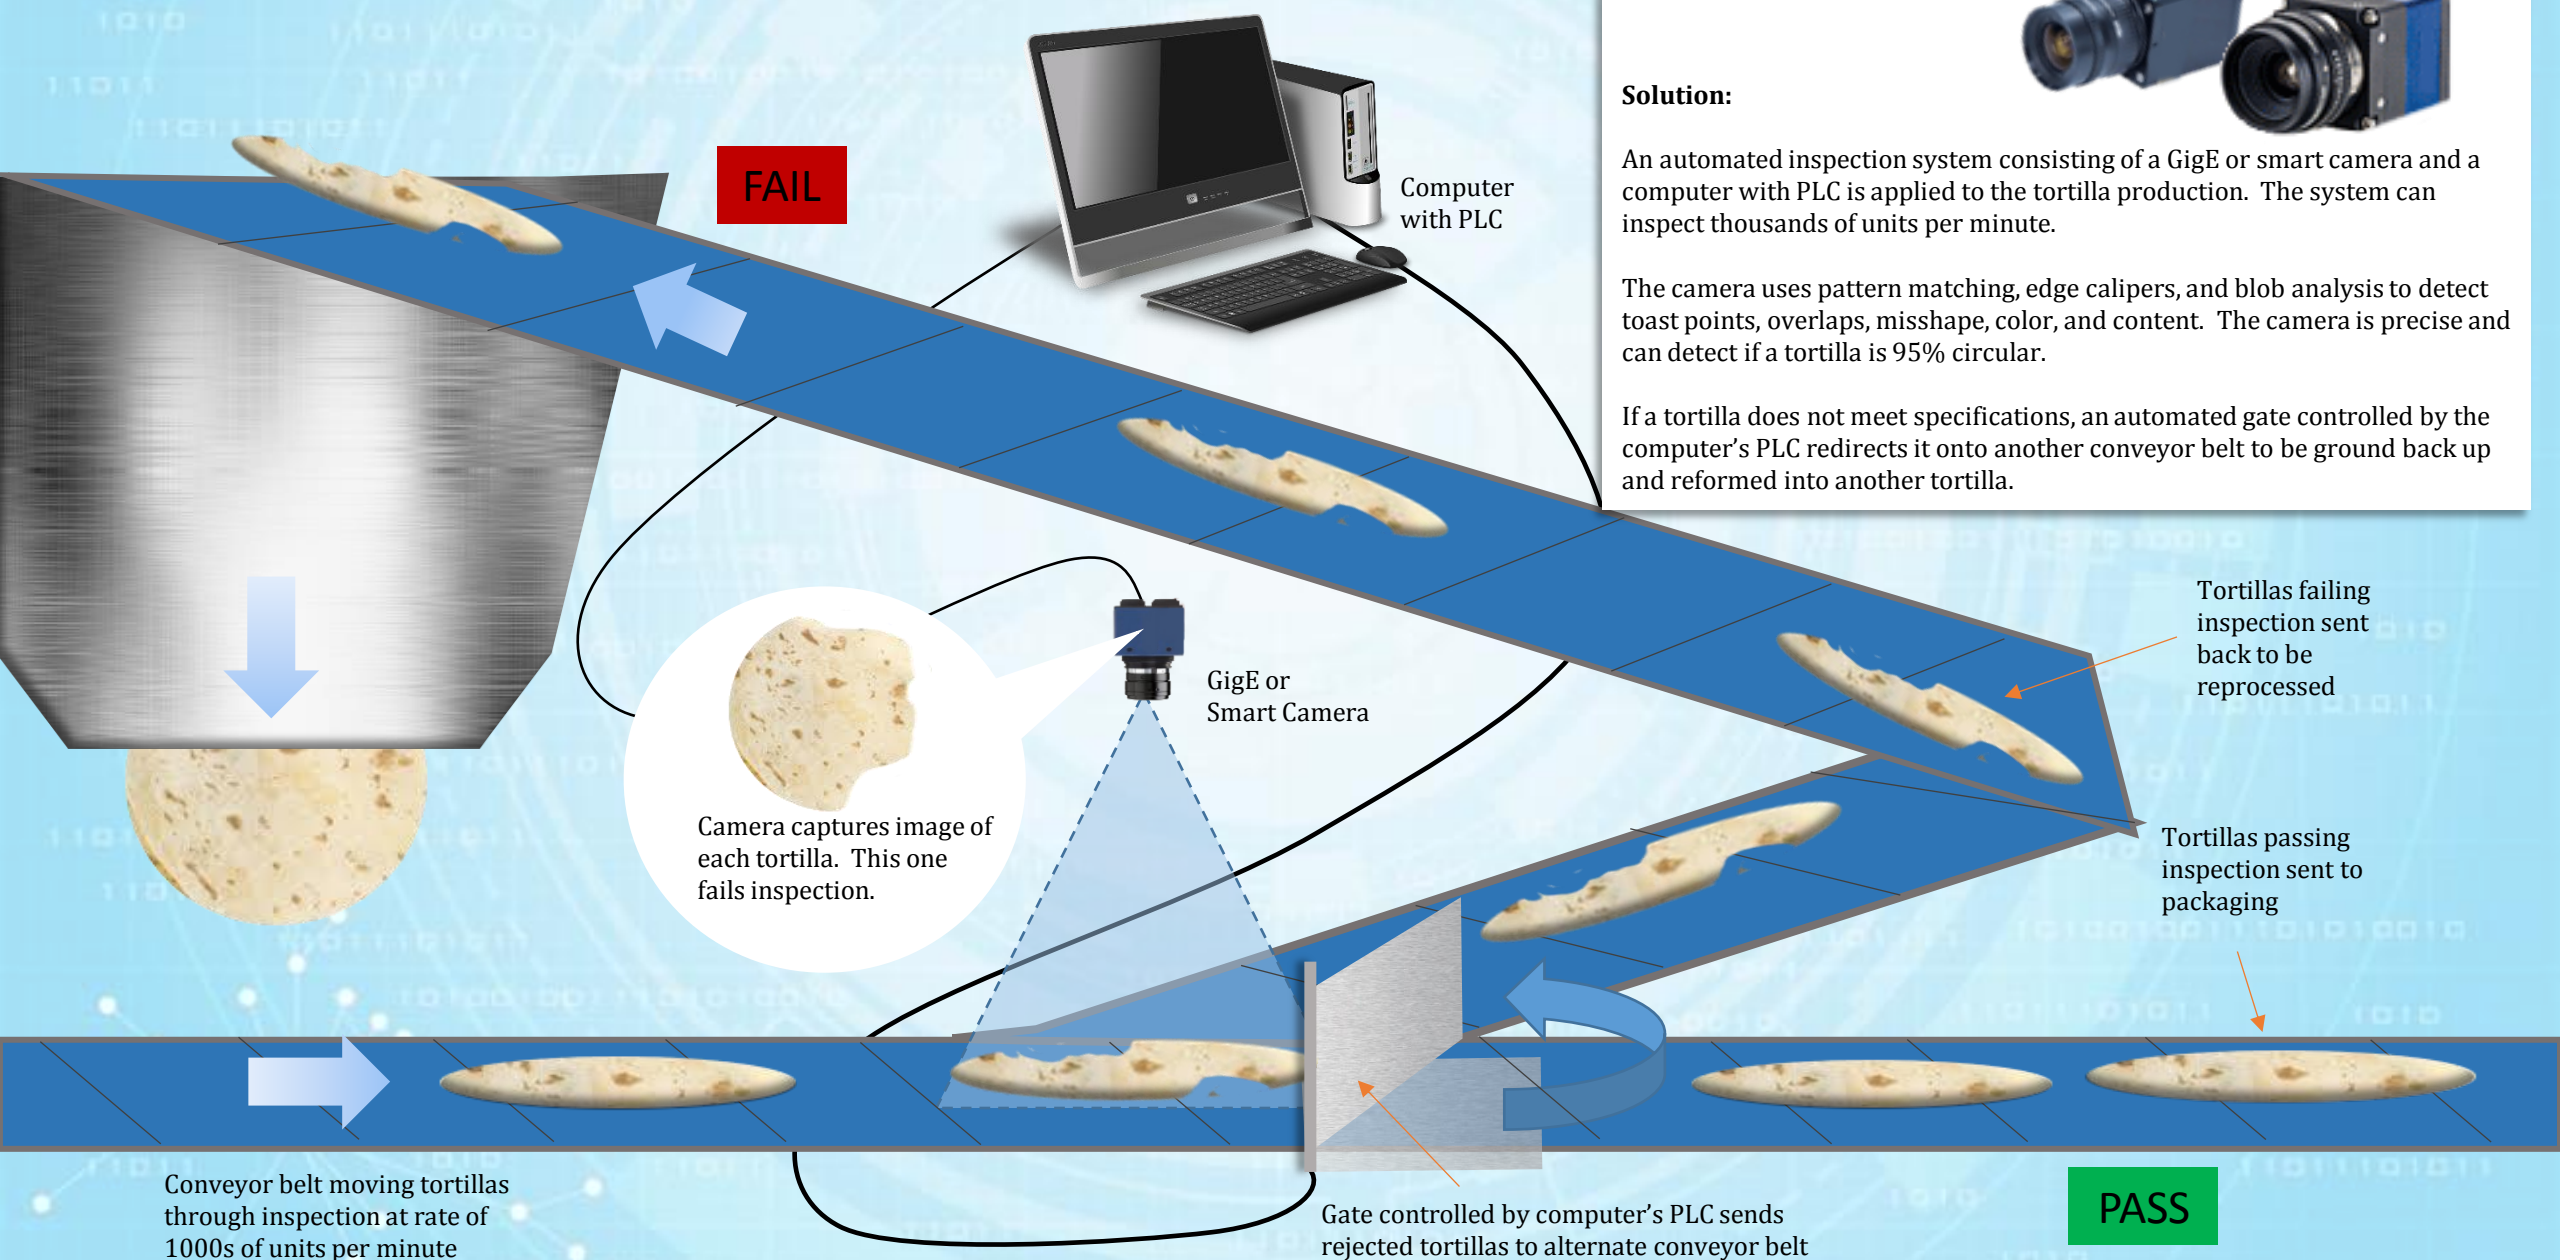 Solution:
An automated inspection system consisting of a GigE or smart camera and a
computer with PLC is applied to the tortilla production.  The system can
inspect thousands of units per minute.
The camera uses pattern matching, edge calipers, and blob analysis to detect
toast points, overlaps, misshape, color, and content.  The camera is precise and
can detect if a tortilla is 95% circular.
If a tortilla does not meet specifications, an automated gate controlled by the
computer’s PLC redirects it onto another conveyor belt to be ground back up
and reformed into another tortilla.
FAIL
Computer
with PLC
Tortillas failing
inspection sent
back to be
reprocessed
GigE or
Smart Camera
Camera captures image of
each tortilla.  This one
fails inspection.
Tortillas passing
inspection sent to
packaging
Conveyor belt moving tortillas
through inspection at rate of
1000s of units per minute
Gate controlled by computer’s PLC sends
rejected tortillas to alternate conveyor belt
PASS